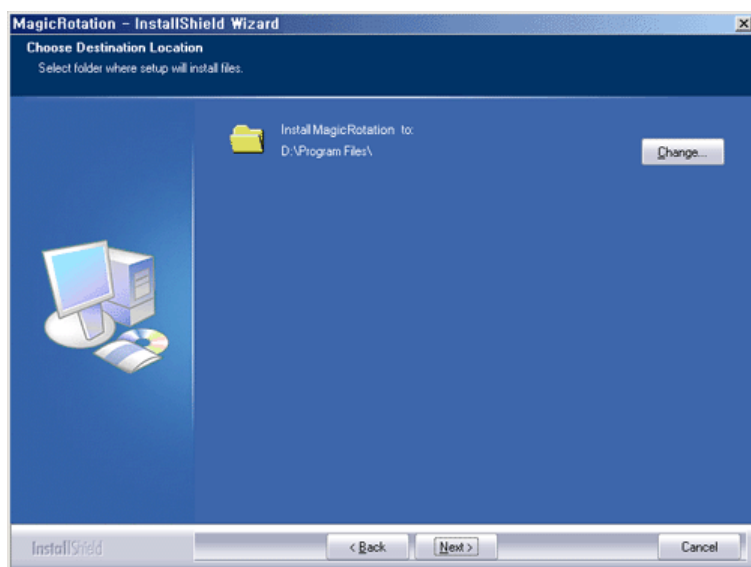 MagicRotation - InstallShield Wizard
Choose Destination Location
Select folder where setup will install files.
Install MagicRotation to:
D:\Program Files\
Change...
InstallShield
< Back
Next >
Cancel